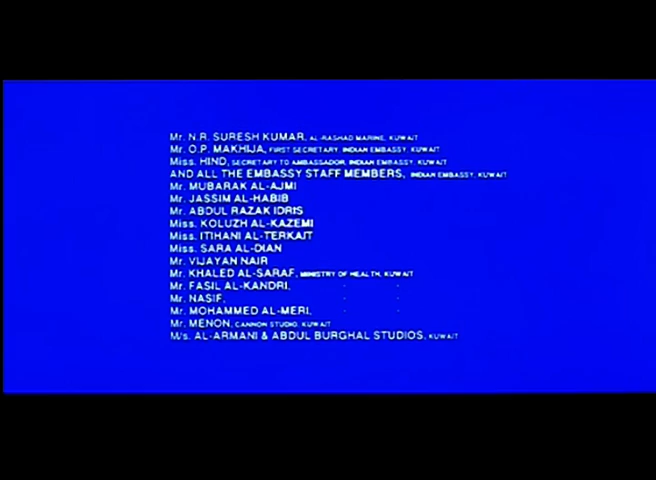 Mr. N.R. SURESH KUMAR, AL-RASHAD MARINE, KUWAIT
Mr. O.P. MAKHIJA, FIRST SECRETARY, INDIAN EMBASSY, KUWAIT
Miss. HIND, SECRETARY TO AMBASSADOR, INDIAN EMBASSY, KUWAIT
AND ALL THE EMBASSY STAFF MEMBERS, INDIAN EMBASSY, KUWAIT
Mr. MUBARAK AL-AJMI
Mr. JASSIM AL-HABIB
Mr. ABDUL RAZAK IDRIS
Miss. KOLUZH AL-KAZEMI
Miss. ITIHANI AL-TERKAIT
Miss. SARA AL-DIAN
Mr. VIJAYAN NAIR
Mr. KHALED AL-SARAF, MINISTRY OF HEALTH, KUWAIT
Mr. FASIL AL-KANDRI,
Mr. NASIF,
Mr. MOHAMMED AL-MERI,
Mr. MENON, CANNON STUDIO, KUWAIT
M/s. AL-ARMANI & ABDUL BURGHAL STUDIOS, KUWAIT